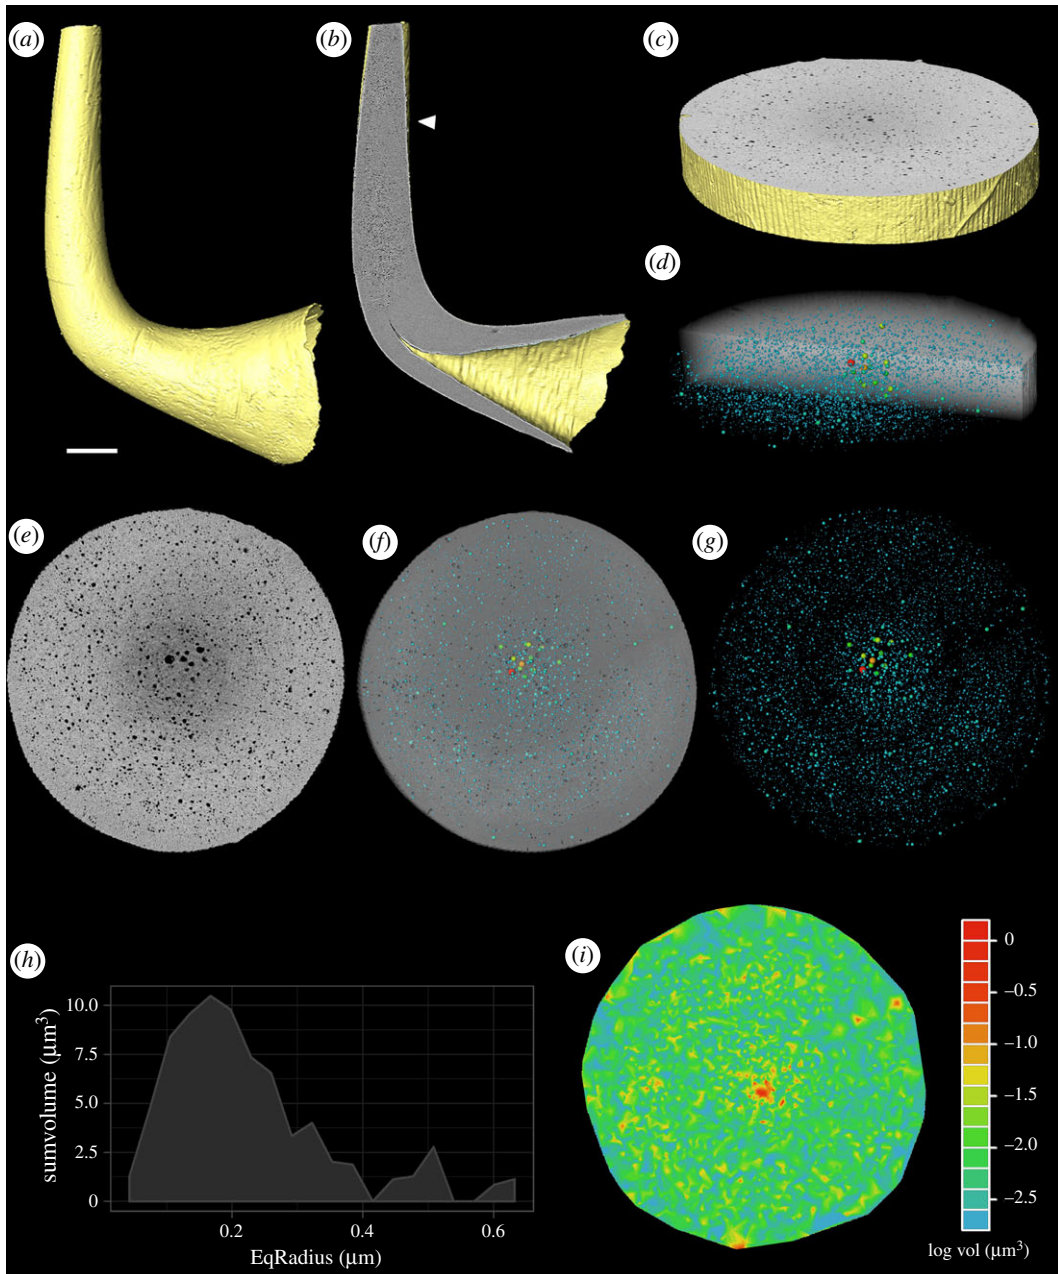 (a)
(b)
(c)
(d)
(e)
(f)
(g)
(h)
sumvolume (μm³)
10.0
7.5
5.0
2.5
0
0.2
0.4
0.6
EqRadius (μm)
(i)
0
–0.5
–1.0
–1.5
–2.0
–2.5
log vol (μm³)